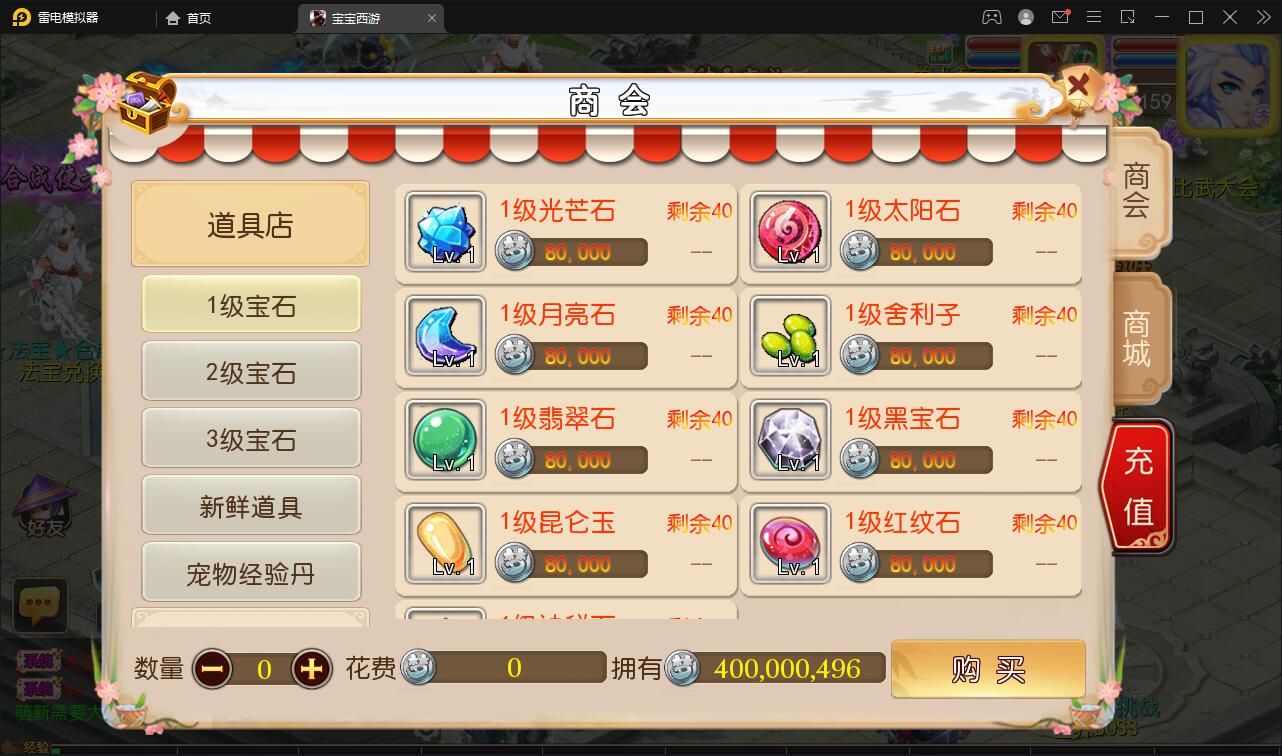 雷电模拟器
首页
宝宝西游
商 会
159
道具店
1级宝石
2级宝石
3级宝石
新鲜道具
宠物经验丹
1级光芒石 剩余40
Lv. 1 80,000 --
1级太阳石 剩余40
Lv. 1 80,000 --
1级月亮石 剩余40
Lv. 1 80,000 --
1级舍利子 剩余40
Lv. 1 80,000 --
1级翡翠石 剩余40
Lv. 1 80,000 --
1级黑宝石 剩余40
Lv. 1 80,000 --
1级昆仑玉 剩余40
Lv. 1 80,000 --
1级红纹石 剩余40
Lv. 1 80,000 --
商会
商城
充值
比武大会
法宝★合
法宝兑换
好友
系统
系统
萌新需要大
挑战
BOSS
经验
数量 0 花费 0 拥有 400,000,496 购 买